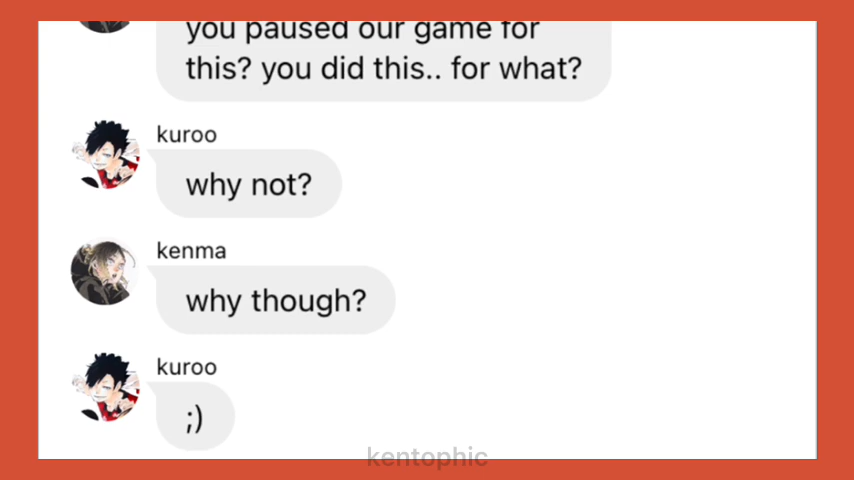 you paused our game for
this? you did this.. for what?
kuroo
why not?
kenma
why though?
kuroo
;)
kentophic